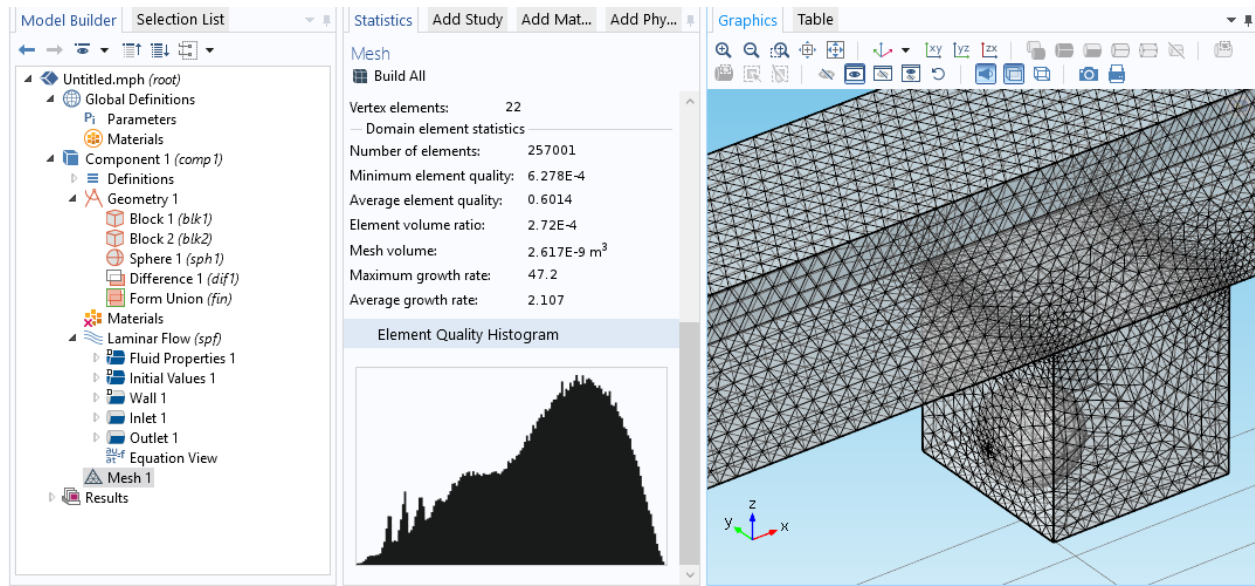 Model Builder
Selection List
Untitled.mph (root)
Global Definitions
Pi Parameters
Materials
Component 1 (comp1)
Definitions
Geometry 1
Block 1 (blk1)
Block 2 (blk2)
Sphere 1 (sph1)
Difference 1 (dif1)
Form Union (fin)
Materials
Laminar Flow (spf)
D Fluid Properties 1
D Initial Values 1
D Wall 1
Inlet 1
Outlet 1
Equation View
Mesh 1
Results
Statistics
Add Study
Add Mat...
Add Phy...
Mesh
Build All
Vertex elements: 22
Domain element statistics
Number of elements: 257001
Minimum element quality: 6.278E-4
Average element quality: 0.6014
Element volume ratio: 2.72E-4
Mesh volume: 2.617E-9 m³
Maximum growth rate: 47.2
Average growth rate: 2.107
Element Quality Histogram
Graphics
Table
xy yz zx
z
y
x